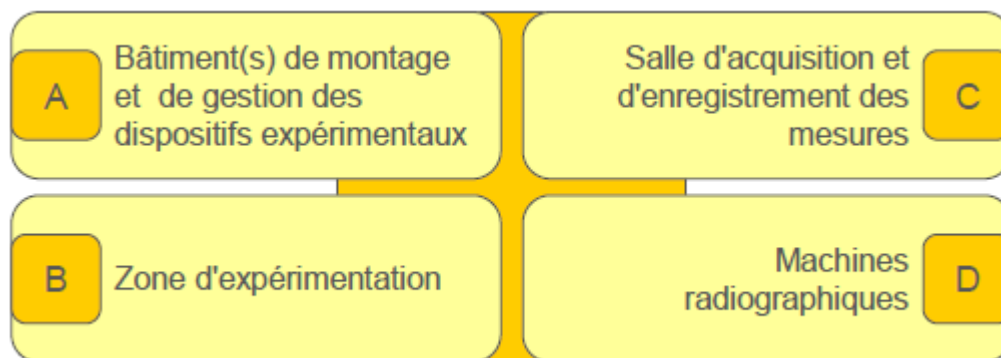 A
Bâtiment(s) de montage
et de gestion des
dispositifs expérimentaux
Salle d'acquisition et
d'enregistrement des
mesures
C
B
Zone d'expérimentation
Machines
radiographiques
D